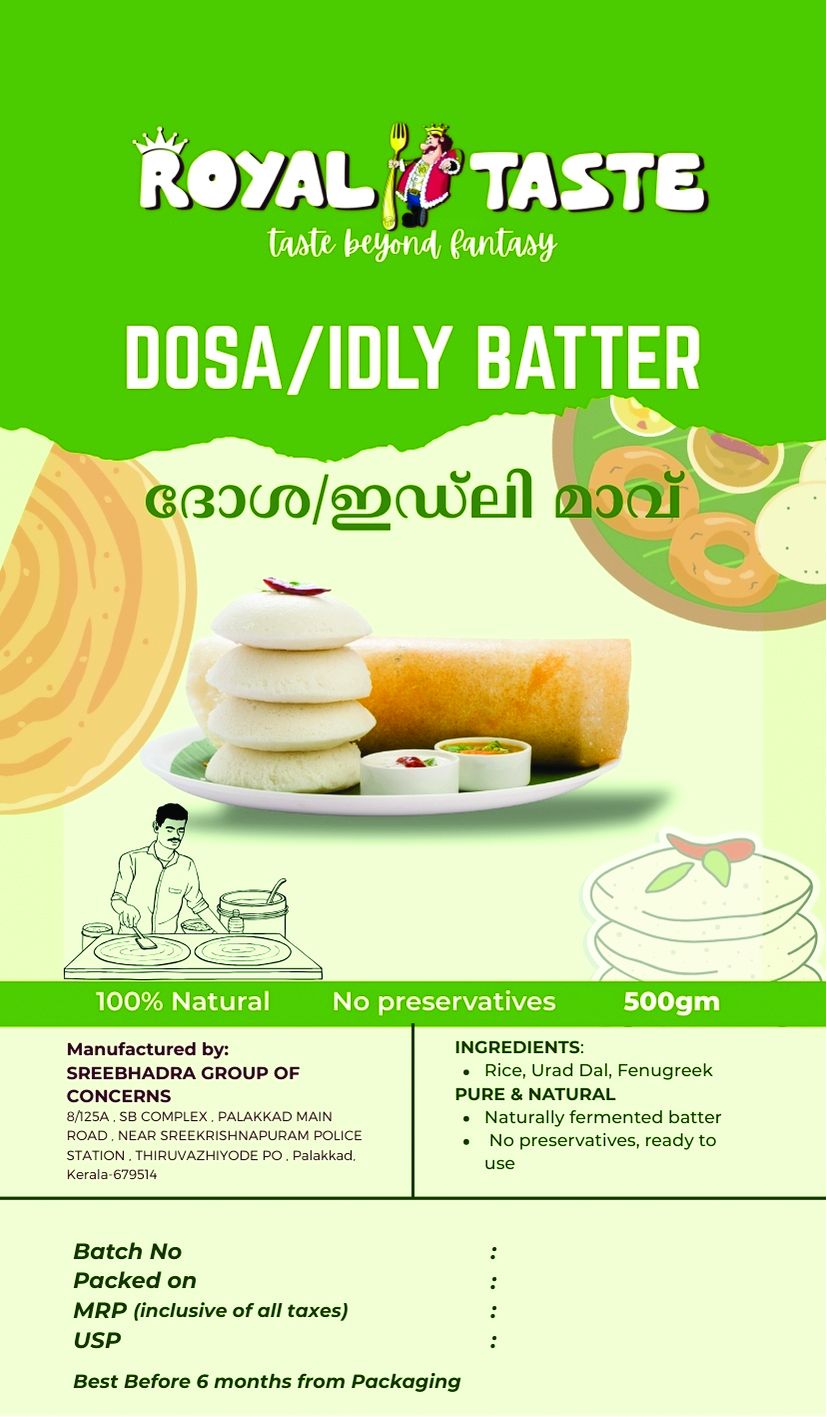 ROYAL TASTE
taste beyond fantasy
DOSA/IDLY BATTER
ദോശ/ഇഡ്ലി മാവ്
100% Natural No preservatives 500gm
Manufactured by:
SREEBHADRA GROUP OF
CONCERNS
8/125A , SB COMPLEX , PALAKKAD MAIN
ROAD , NEAR SREEKRISHNAPURAM POLICE
STATION , THIRUVAZHIYODE PO , Palakkad,
Kerala-679514
INGREDIENTS:
• Rice, Urad Dal, Fenugreek
PURE & NATURAL
• Naturally fermented batter
• No preservatives, ready to
use
Batch No :
Packed on :
MRP (inclusive of all taxes) :
USP :
Best Before 6 months from Packaging